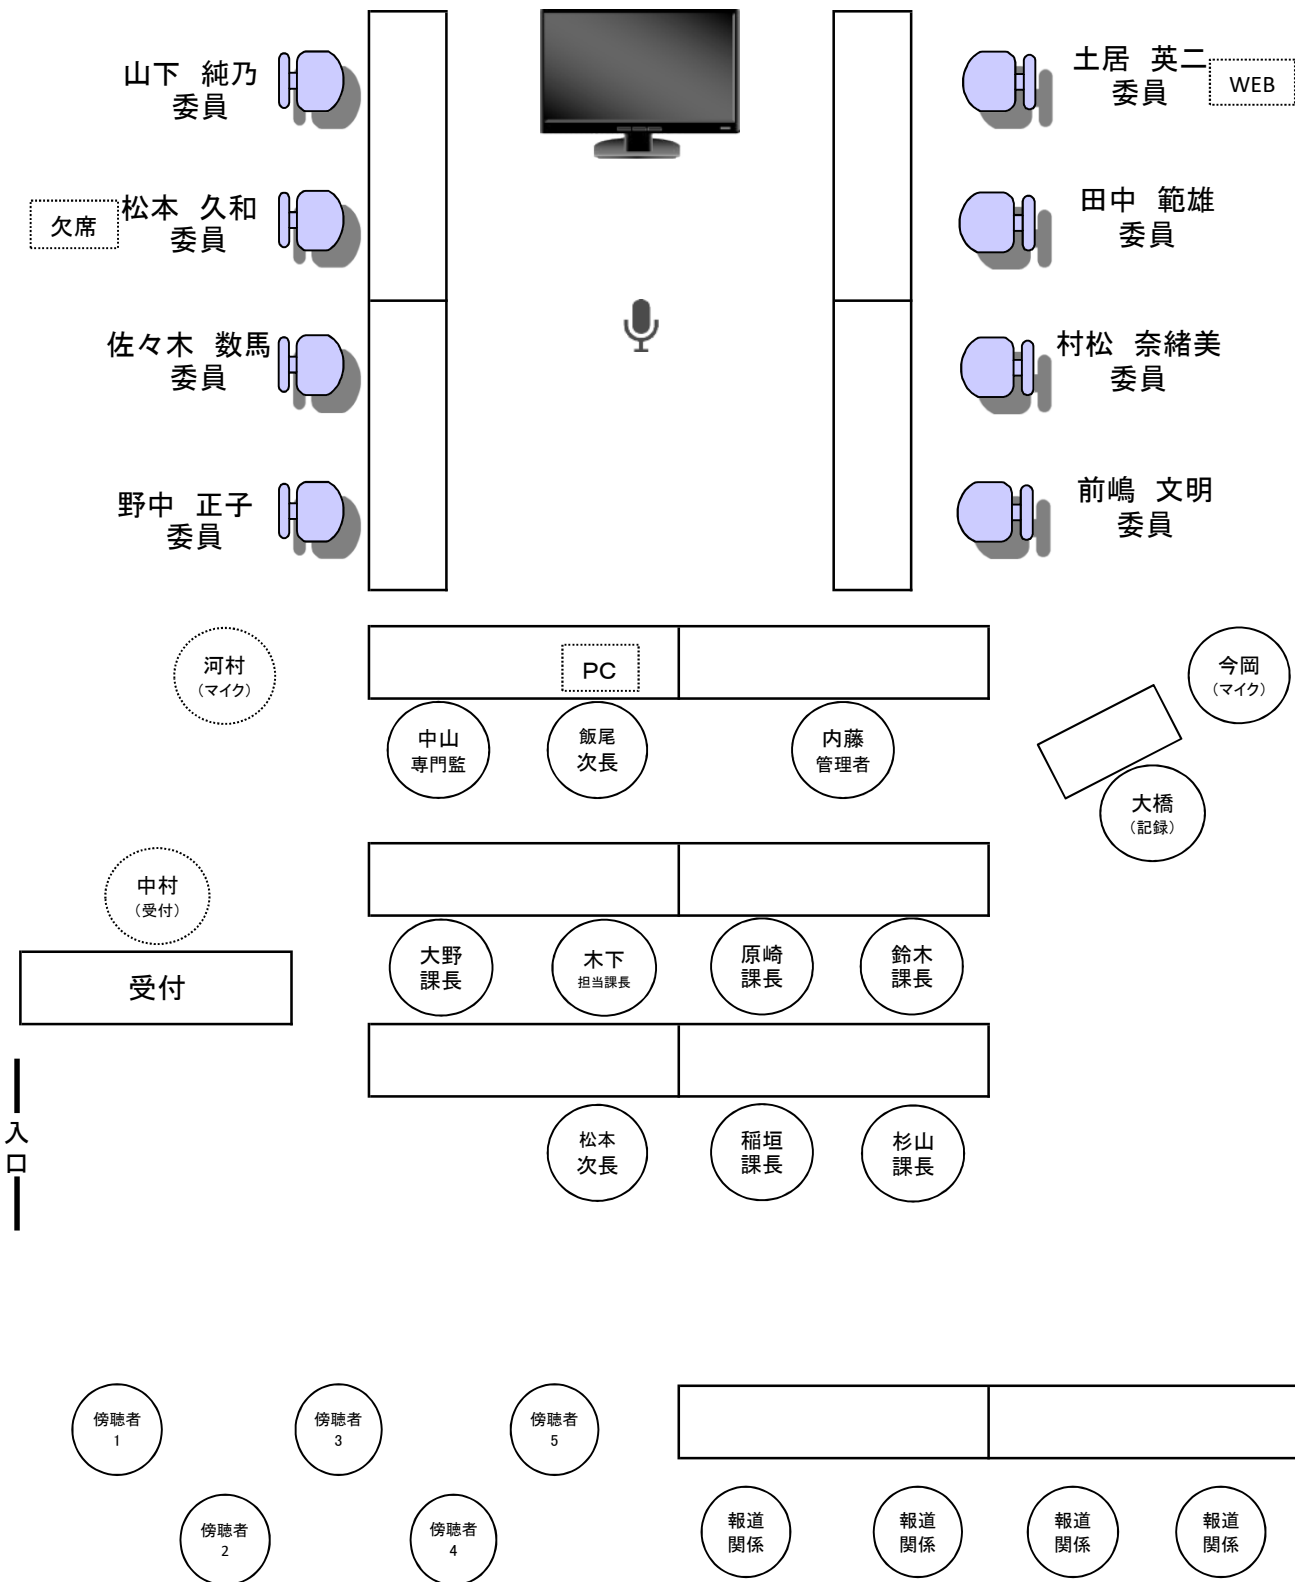 山下 純乃
委員
土居 英二
委員
WEB
欠席
松本 久和
委員
田中 範雄
委員
佐々木 数馬
委員
村松 奈緒美
委員
野中 正子
委員
前嶋 文明
委員
河村
(マイク)
PC
今岡
(マイク)
中山
専門監
飯尾
次長
内藤
管理者
大橋
(記録)
中村
(受付)
受付
大野
課長
木下
担当課長
原崎
課長
鈴木
課長
入
口
松本
次長
稲垣
課長
杉山
課長
傍聴者
1
傍聴者
3
傍聴者
5
傍聴者
2
傍聴者
4
報道
関係
報道
関係
報道
関係
報道
関係